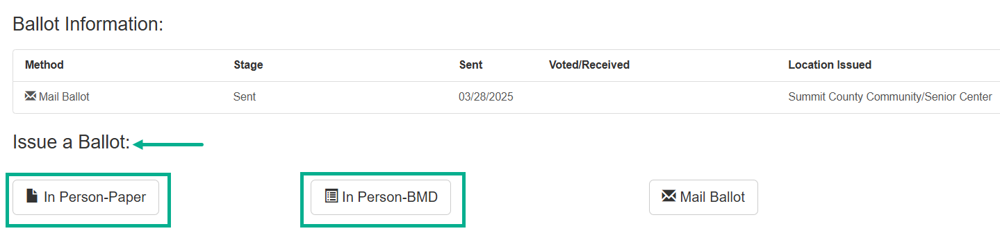 Ballot Information:
Method Stage Sent Voted/Received Location Issued
Mail Ballot Sent 03/28/2025 Summit County Community/Senior Center
Issue a Ballot:
In Person-Paper In Person-BMD Mail Ballot